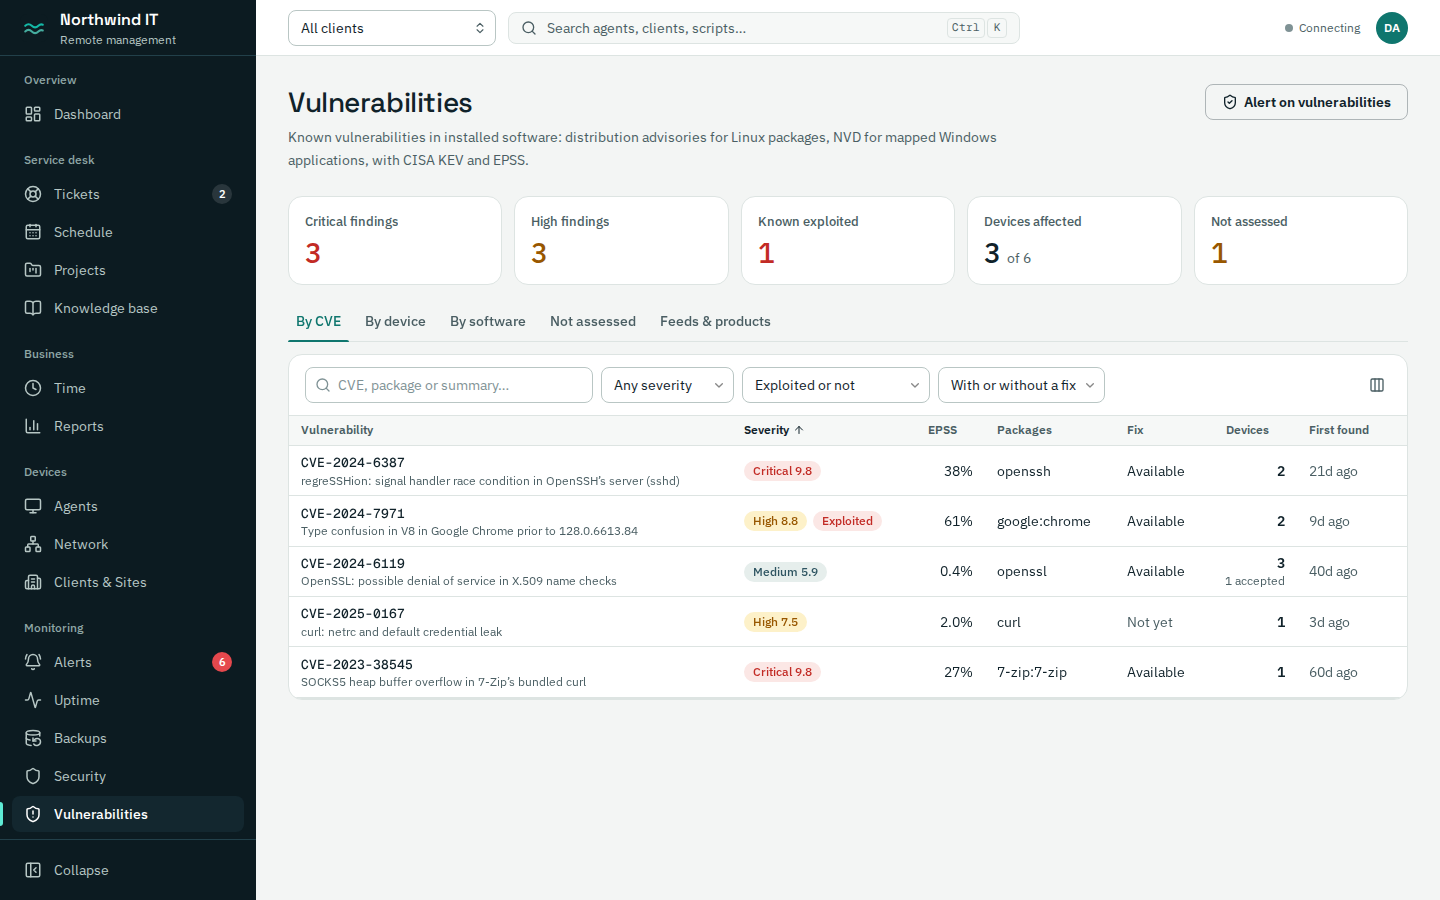 Northwind IT
Remote management
Overview
Dashboard
Service desk
Tickets 2
Schedule
Projects
Knowledge base
Business
Time
Reports
Devices
Agents
Network
Clients & Sites
Monitoring
Alerts 6
Uptime
Backups
Security
Vulnerabilities
Collapse
All clients
Search agents, clients, scripts... Ctrl K
Connecting
DA
Vulnerabilities
Alert on vulnerabilities
Known vulnerabilities in installed software: distribution advisories for Linux packages, NVD for mapped Windows
applications, with CISA KEV and EPSS.
Critical findings
3
High findings
3
Known exploited
1
Devices affected
3 of 6
Not assessed
1
By CVE By device By software Not assessed Feeds & products
CVE, package or summary... Any severity Exploited or not With or without a fix
Vulnerability Severity ↑ EPSS Packages Fix Devices First found
CVE-2024-6387
regreSSHion: signal handler race condition in OpenSSH's server (sshd)
Critical 9.8 38% openssh Available 2 21d ago
CVE-2024-7971
Type confusion in V8 in Google Chrome prior to 128.0.6613.84
High 8.8 Exploited 61% google:chrome Available 2 9d ago
CVE-2024-6119
OpenSSL: possible denial of service in X.509 name checks
Medium 5.9 0.4% openssl Available 3 40d ago
1 accepted
CVE-2025-0167
curl: netrc and default credential leak
High 7.5 2.0% curl Not yet 1 3d ago
CVE-2023-38545
SOCKS5 heap buffer overflow in 7-Zip's bundled curl
Critical 9.8 27% 7-zip:7-zip Available 1 60d ago